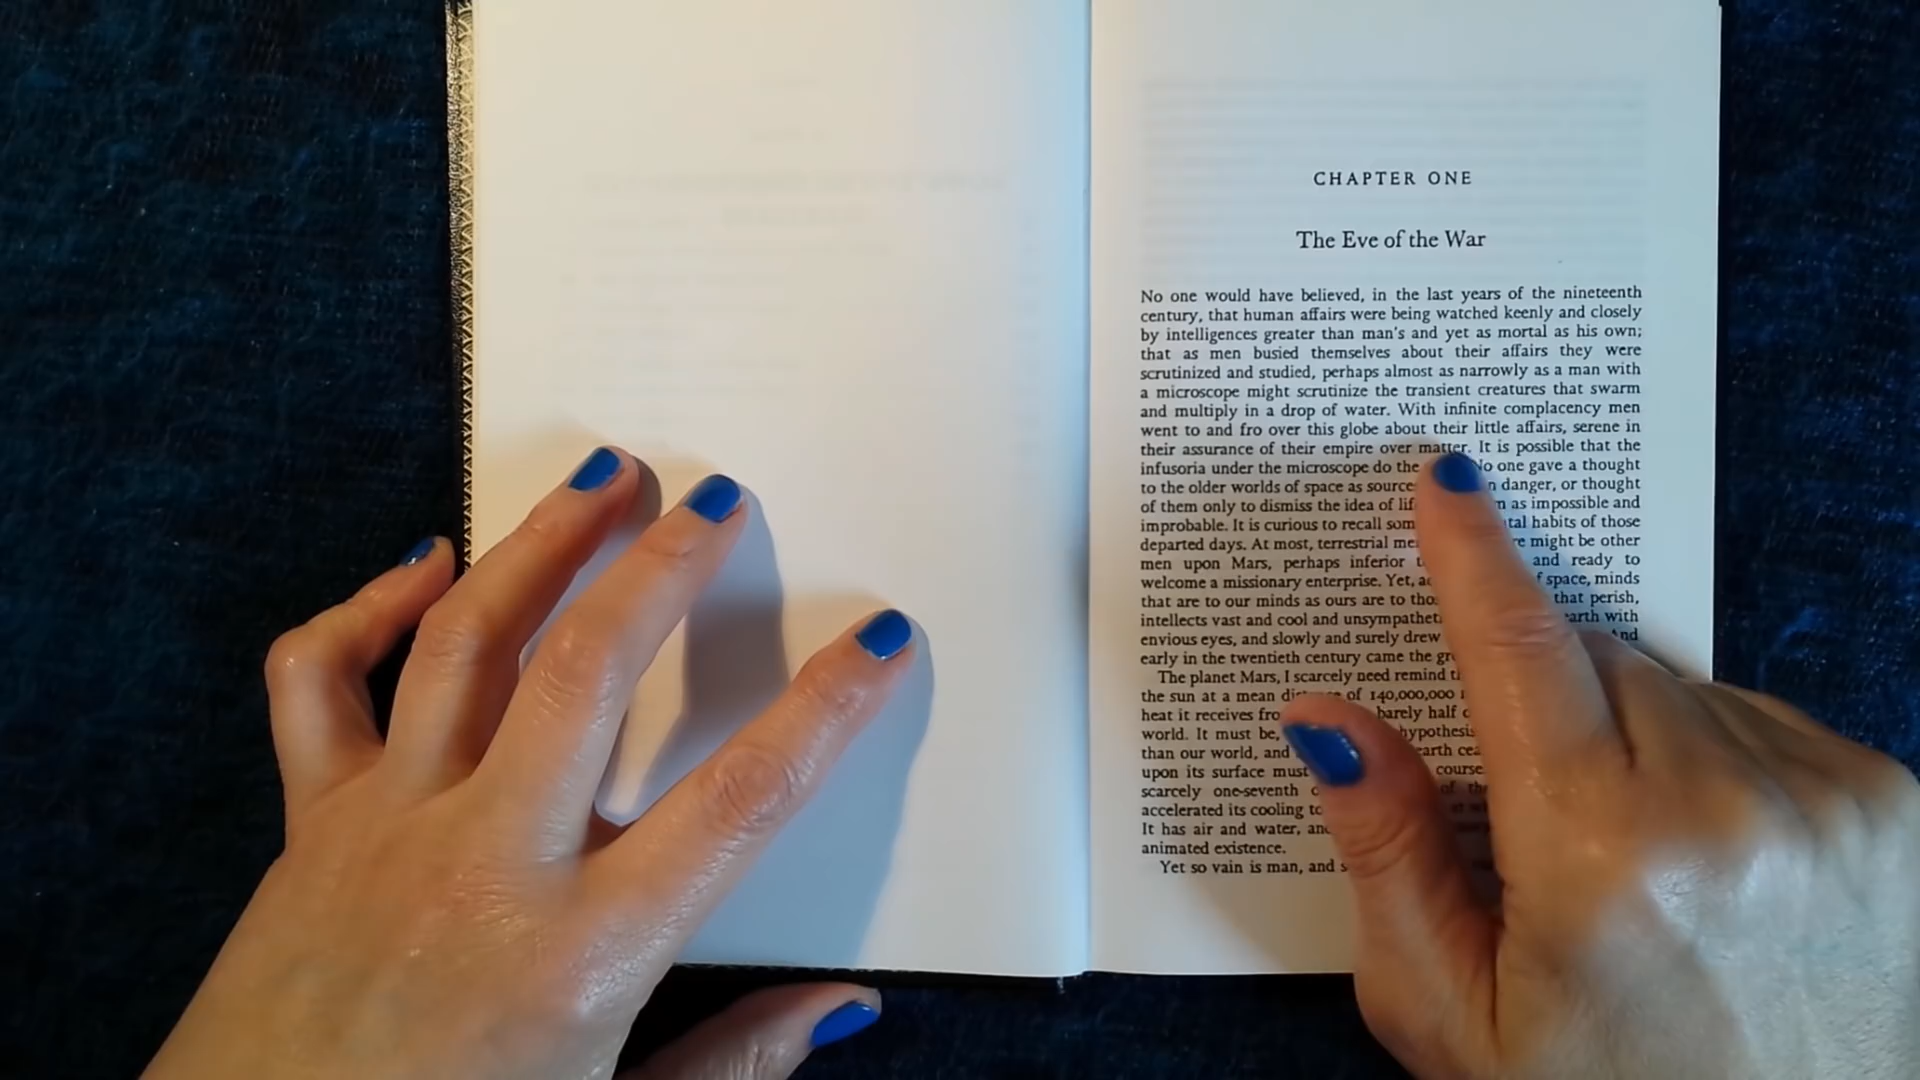 CHAPTER ONE
The Eve of the War
No one would have believed, in the last years of the nineteenth
century, that human affairs were being watched keenly and closely
by intelligences greater than man's and yet as mortal as his own;
that as men busied themselves about their affairs they were
scrutinized and studied, perhaps almost as narrowly as a man with
a microscope might scrutinize the transient creatures that swarm
and multiply in a drop of water. With infinite complacency men
went to and fro over this globe about their little affairs, serene in
their assurance of their empire over matter. It is possible that the
infusoria under the microscope do the No one gave a thought
to the older worlds of space as danger, or thought
of them only to dismiss the idea of as impossible and
improbable. It is curious to recall habits of those
departed days. At most, terrestrial might be other
men upon Mars, perhaps inferior and ready to
welcome a missionary enterprise. Yet, space, minds
that are to our minds as ours are to that perish,
intellects vast and cool and with
envious eyes, and slowly and surely drew And
early in the twentieth century came the
The planet Mars, I scarcely need remind
the sun at a mean of 140,000,000
heat it receives barely half
world. It must be, hypothesis
than our world, and earth
upon its surface must course
scarcely one-seventh of
accelerated its cooling to
It has air and water,
animated existence.
Yet so vain is man, and